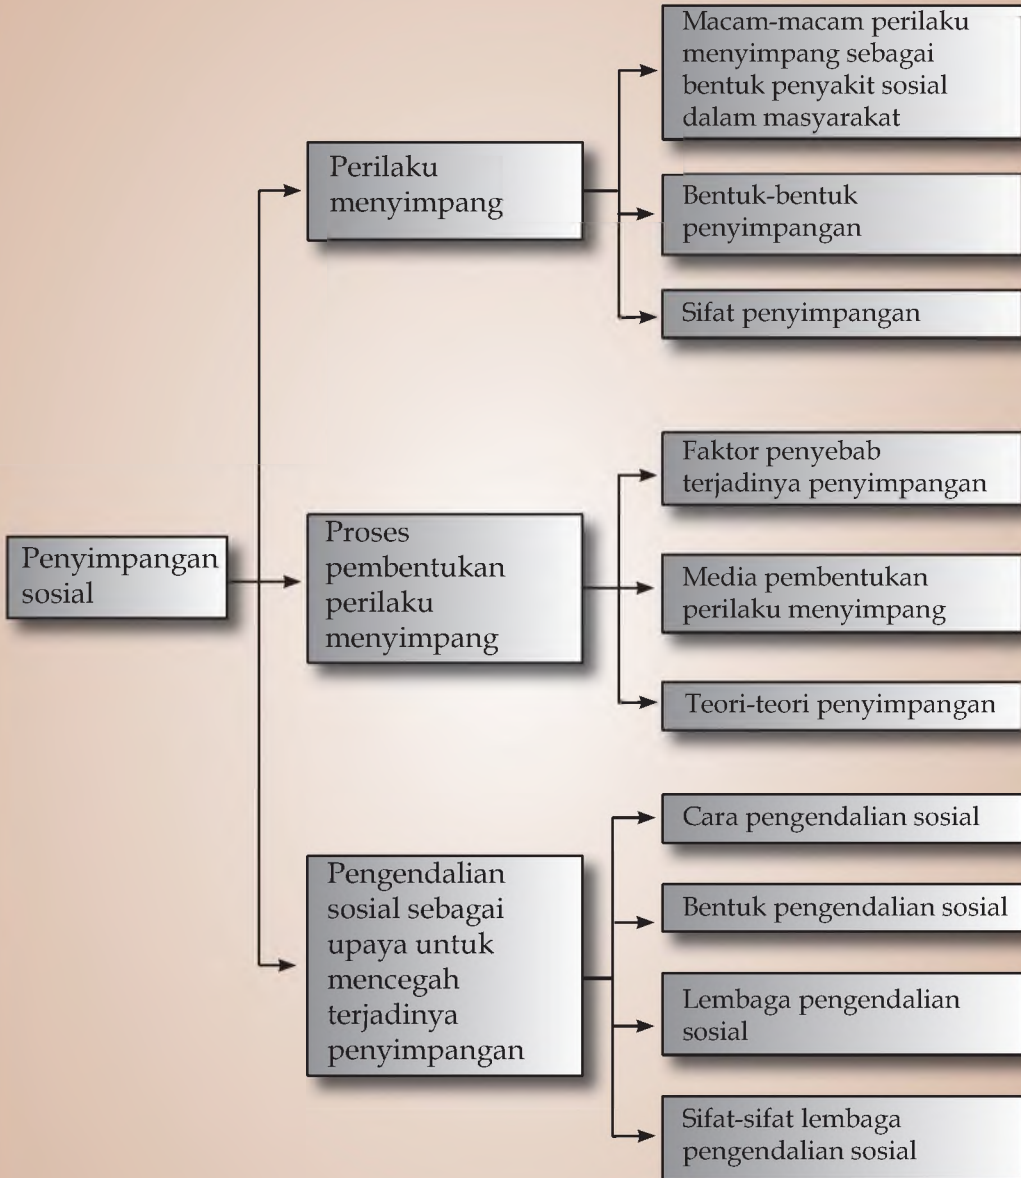 Penyimpangan
sosial
Perilaku
menyimpang
Macam-macam perilaku
menyimpang sebagai
bentuk penyakit sosial
dalam masyarakat
Bentuk-bentuk
penyimpangan
Sifat penyimpangan
Proses
pembentukan
perilaku
menyimpang
Faktor penyebab
terjadinya penyimpangan
Media pembentukan
perilaku menyimpang
Teori-teori penyimpangan
Pengendalian
sosial sebagai
upaya untuk
mencegah
terjadinya
penyimpangan
Cara pengendalian sosial
Bentuk pengendalian sosial
Lembaga pengendalian
sosial
Sifat-sifat lembaga
pengendalian sosial